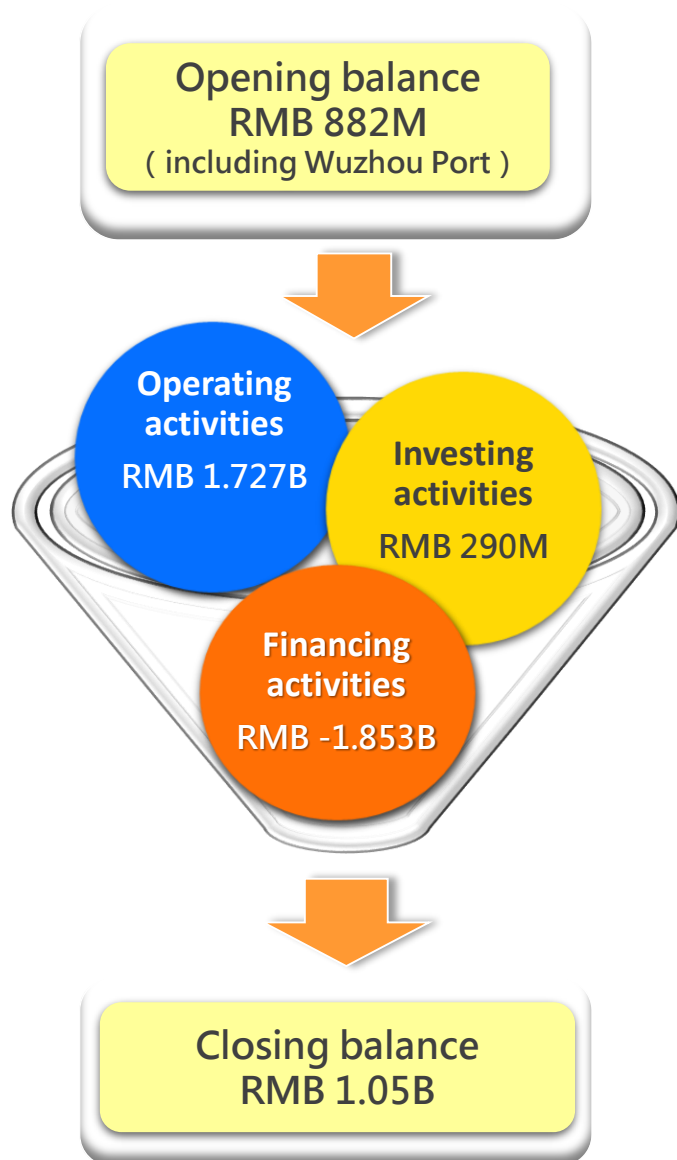 Opening balance
RMB 882M
( including Wuzhou Port )
Operating
activities
RMB 1.727B
Investing
activities
RMB 290M
Financing
activities
RMB -1.853B
Closing balance
RMB 1.05B